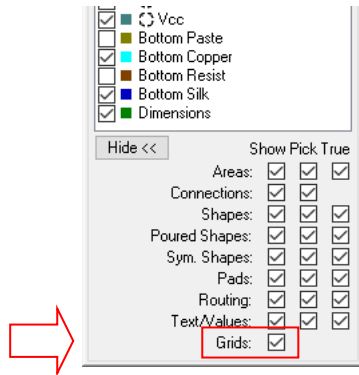 Vcc
Bottom Paste
Bottom Copper
Bottom Resist
Bottom Silk
Dimensions
Hide << Show Pick True
Areas:
Connections:
Shapes:
Poured Shapes:
Sym. Shapes:
Pads:
Routing:
Text/Values:
Grids: